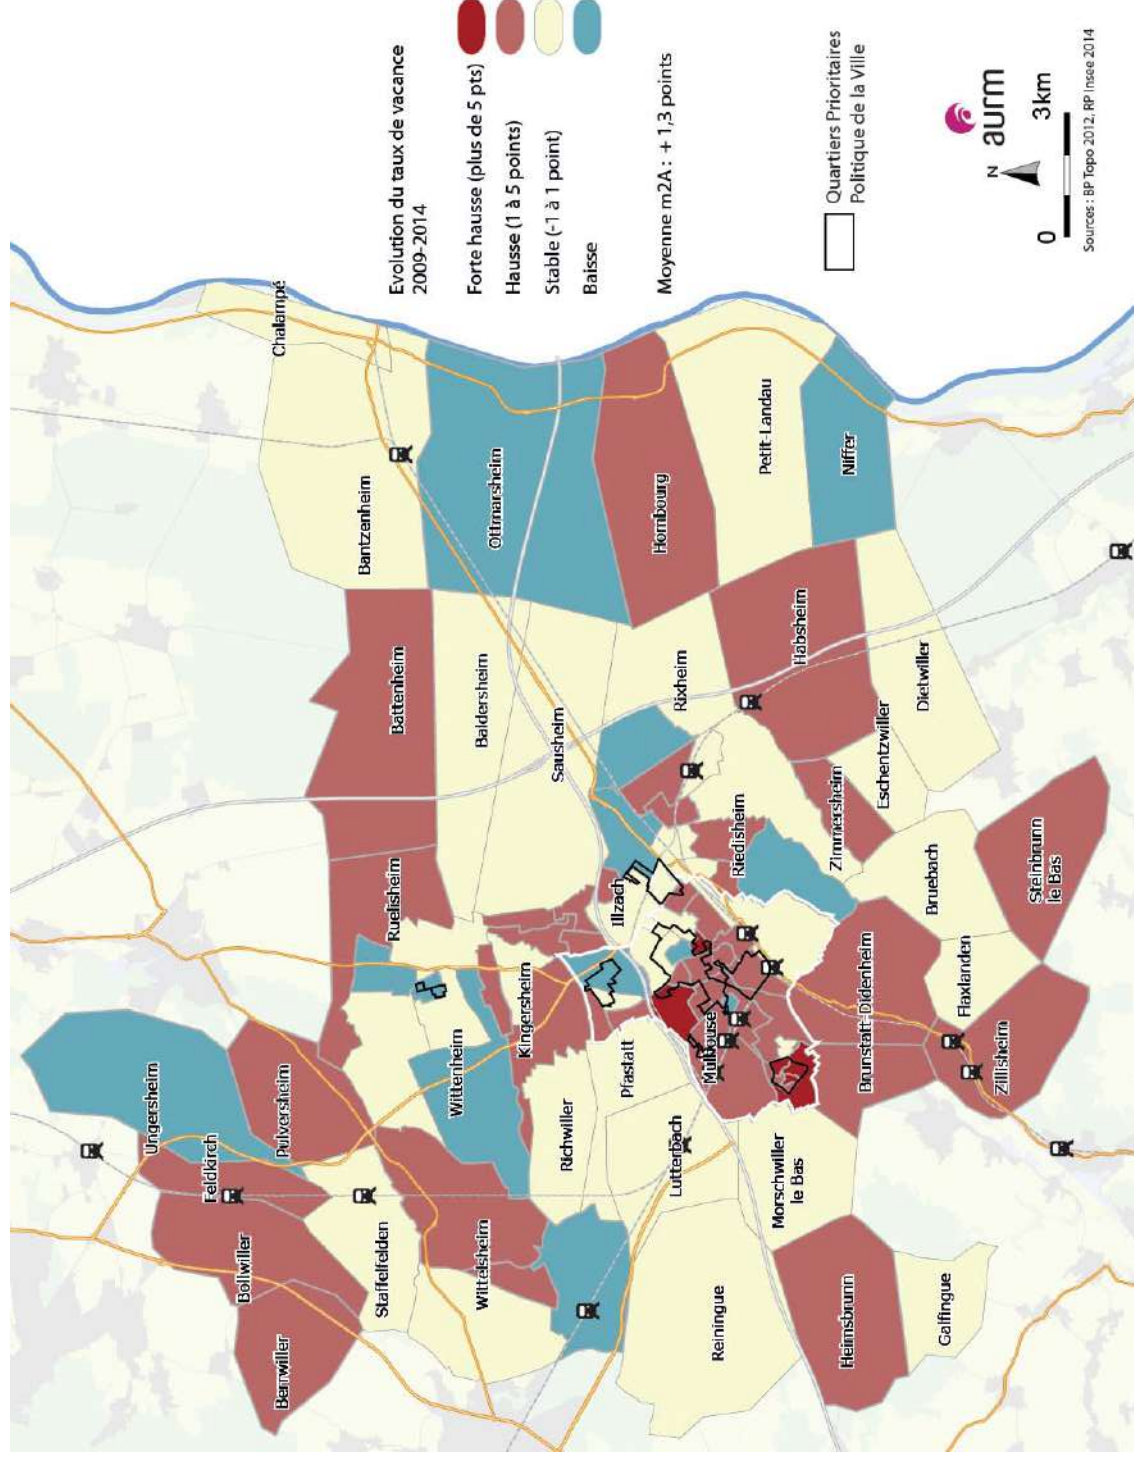 Evolution du taux de vacance
2009-2014
Forte hausse (plus de 5 pts)
Hausse (1 à 5 points)
Stable (-1 à 1 point)
Baisse
Moyenne m2A : + 1,3 points
Quartiers Prioritaires
Politique de la Ville
N
aurm
0
3km
Sources : BP Topo 2012, RP Insee 2014
Chalampé
Bantzenheim
Ottmarsheim
Hombourg
Petit-Landau
Niffer
Battenheim
Baldersheim
Sausheim
Rixheim
Habsheim
Dietwiller
Eschentzwiller
Zimmersheim
Riedisheim
Ruelisheim
Illzach
Bruebach
Steinbrunn
le Bas
Kingersheim
Wittenheim
Pfastatt
Mulhouse
Brunstatt-Didenheim
Flaxlanden
Zillisheim
Ungersheim
Pulversheim
Feldkirch
Richwiller
Lutterbach
Morschwiller
le Bas
Bollwiller
Staffelfelden
Wittelsheim
Berrwiller
Reiningue
Heimsbrunn
Galfingue